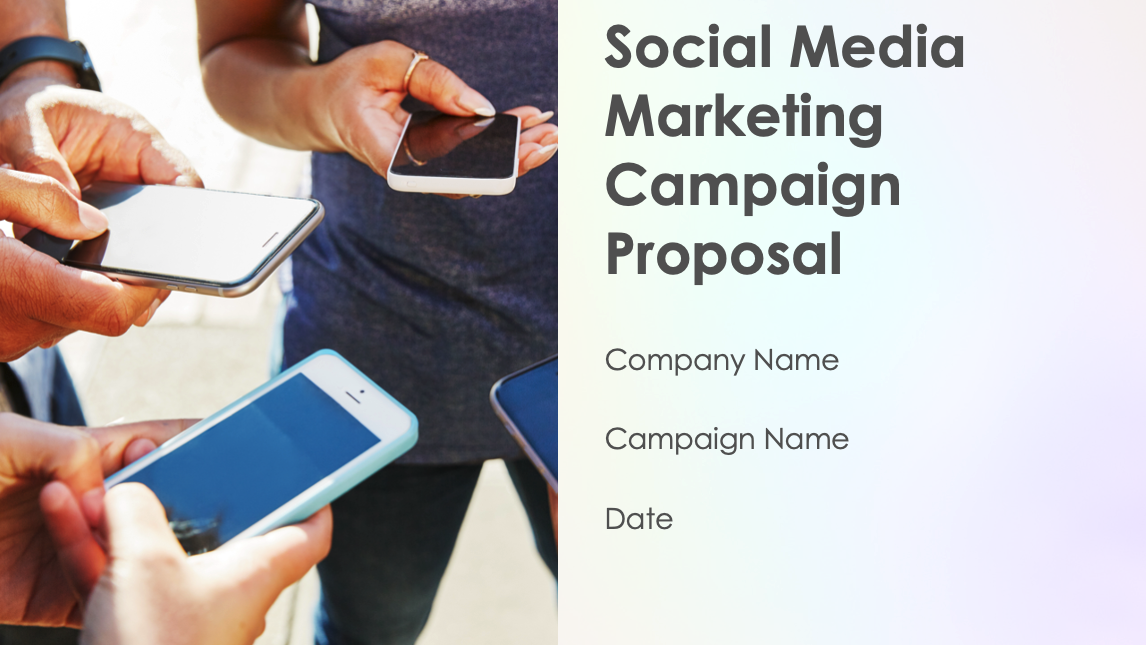 Social Media
Marketing
Campaign
Proposal
Company Name
Campaign Name
Date